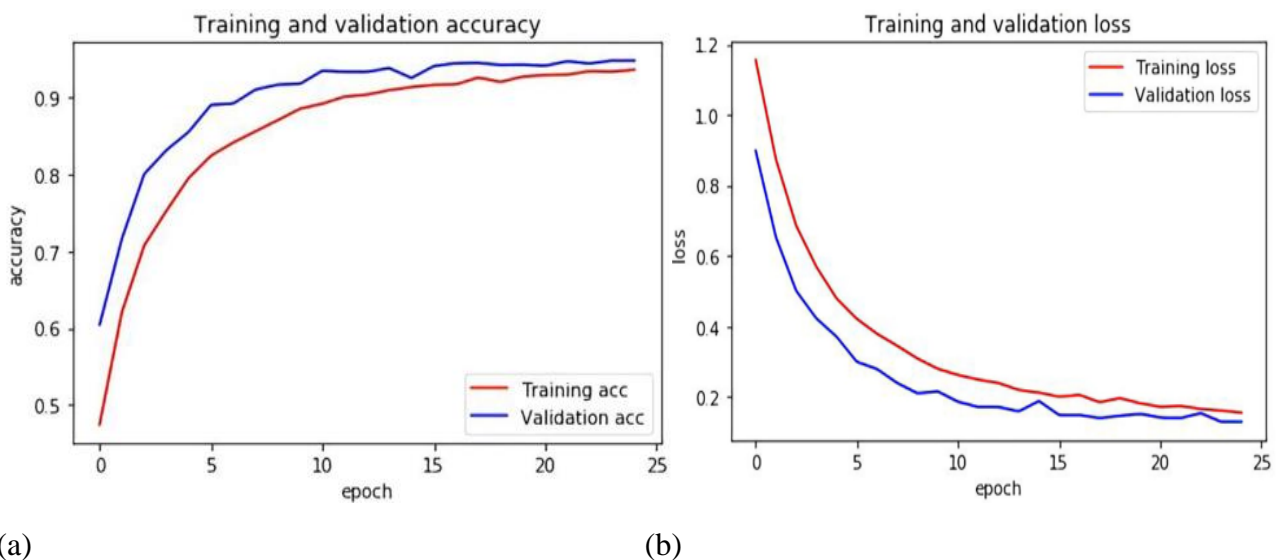 Training and validation accuracy
accuracy
0.9
0.8
0.7
0.6
0.5
Training acc
Validation acc
0 5 10 15 20 25
epoch
(a)
Training and validation loss
loss
1.2
1.0
0.8
0.6
0.4
0.2
Training loss
Validation loss
0 5 10 15 20 25
epoch
(b)